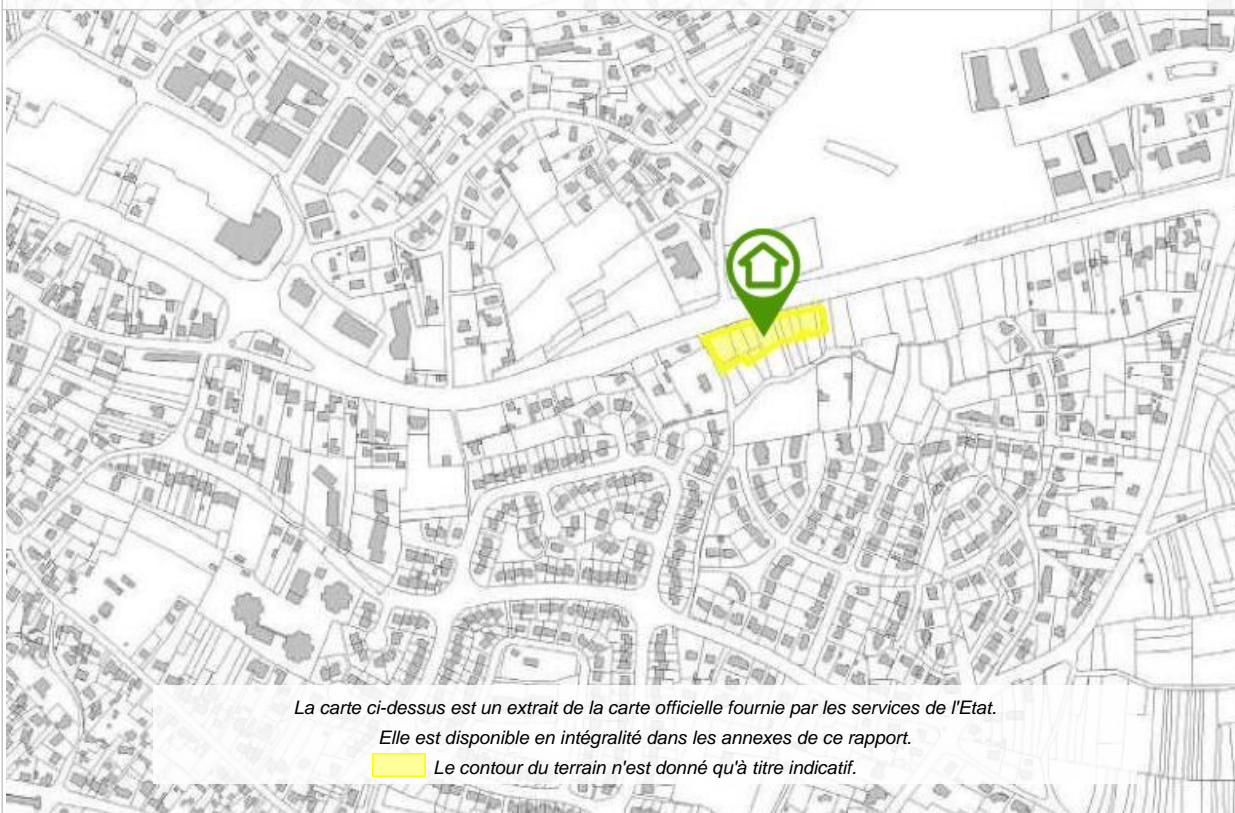 La carte ci-dessus est un extrait de la carte officielle fournie par les services de l'Etat.
Elle est disponible en intégralité dans les annexes de ce rapport.
Le contour du terrain n'est donné qu'à titre indicatif.